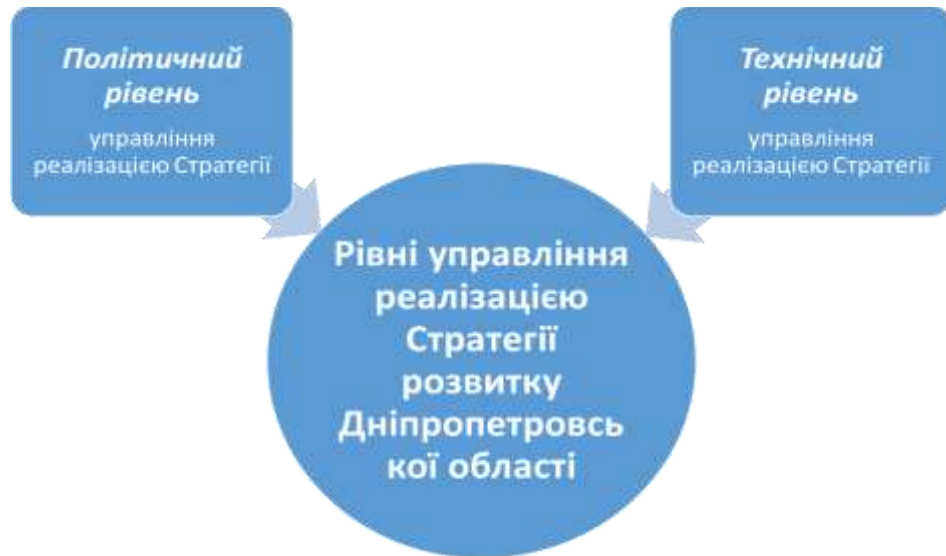 Політичний
рівень
управління
реалізацією Стратегії
Технічний
рівень
управління
реалізацією Стратегії
Рівні управління
реалізацією
Стратегії
розвитку
Дніпропетровсь
кої області